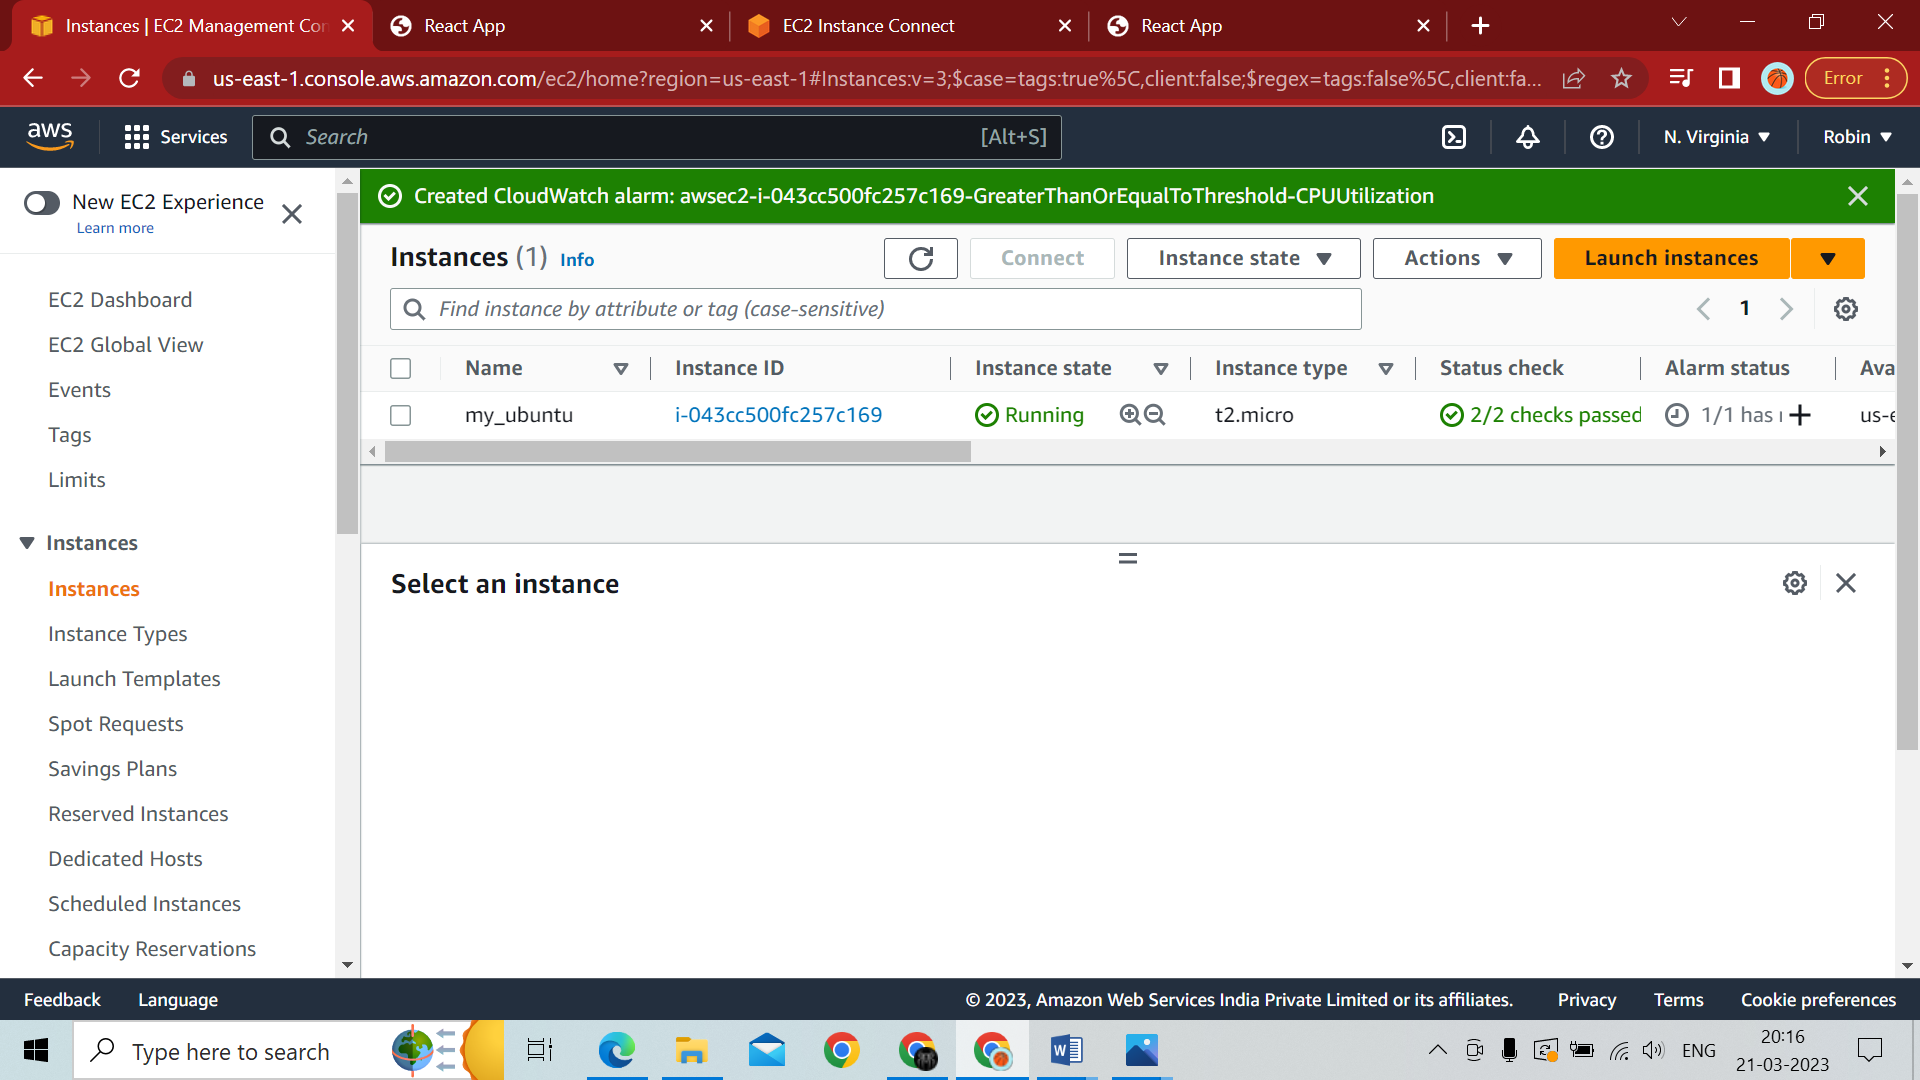 Instances | EC2 Management Con
React App
EC2 Instance Connect
React App
us-east-1.console.aws.amazon.com/ec2/home?region=us-east-1#Instances:v=3;$case=tags:true%5C,client:false;$regex=tags:false%5C,client:fa...
Error
aws
Services
Search
[Alt+S]
N. Virginia
Robin
New EC2 Experience
Learn more
Created CloudWatch alarm: awsec2-i-043cc500fc257c169-GreaterThanOrEqualToThreshold-CPUUtilization
Instances (1) Info
Connect
Instance state
Actions
Launch instances
Find instance by attribute or tag (case-sensitive)
1
Name
Instance ID
Instance state
Instance type
Status check
Alarm status
Ava
my_ubuntu
i-043cc500fc257c169
Running
t2.micro
2/2 checks passed
1/1 has
us-e
EC2 Dashboard
EC2 Global View
Events
Tags
Limits
Instances
Instances
Instance Types
Launch Templates
Spot Requests
Savings Plans
Reserved Instances
Dedicated Hosts
Scheduled Instances
Capacity Reservations
Select an instance
Feedback
Language
© 2023, Amazon Web Services India Private Limited or its affiliates.
Privacy
Terms
Cookie preferences
Type here to search
ENG
20:16
21-03-2023